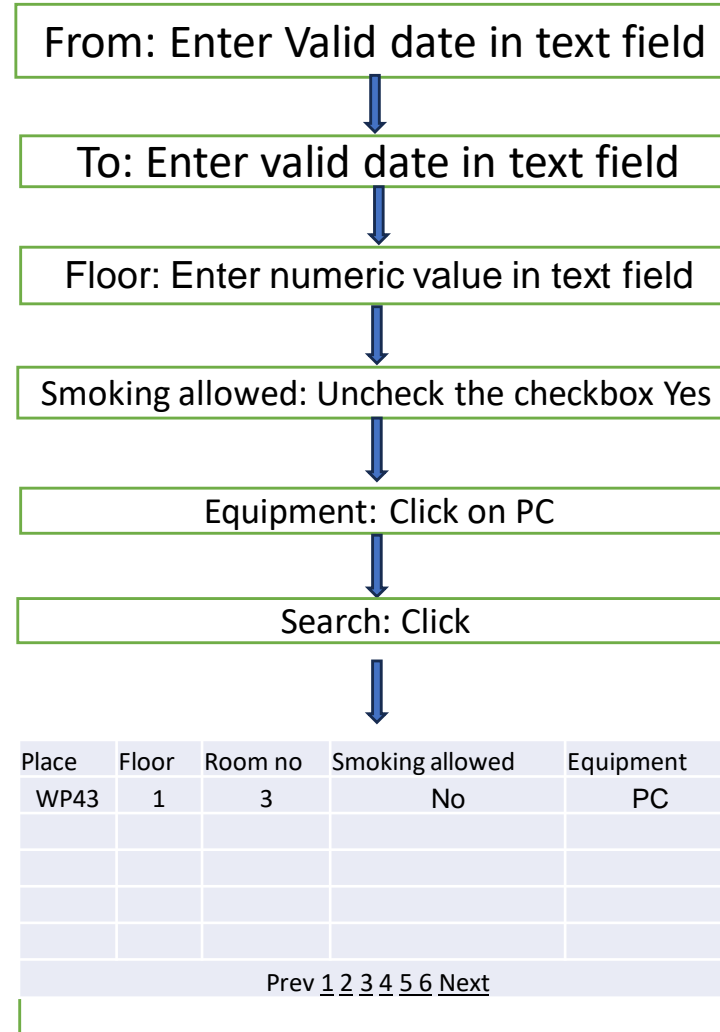 From: Enter Valid date in text field
To: Enter valid date in text field
Floor: Enter numeric value in text field
Smoking allowed: Uncheck the checkbox Yes
Equipment: Click on PC
Search: Click
Place Floor Room no Smoking allowed Equipment
WP43 1 3 No PC
Prev 1 2 3 4 5 6 Next